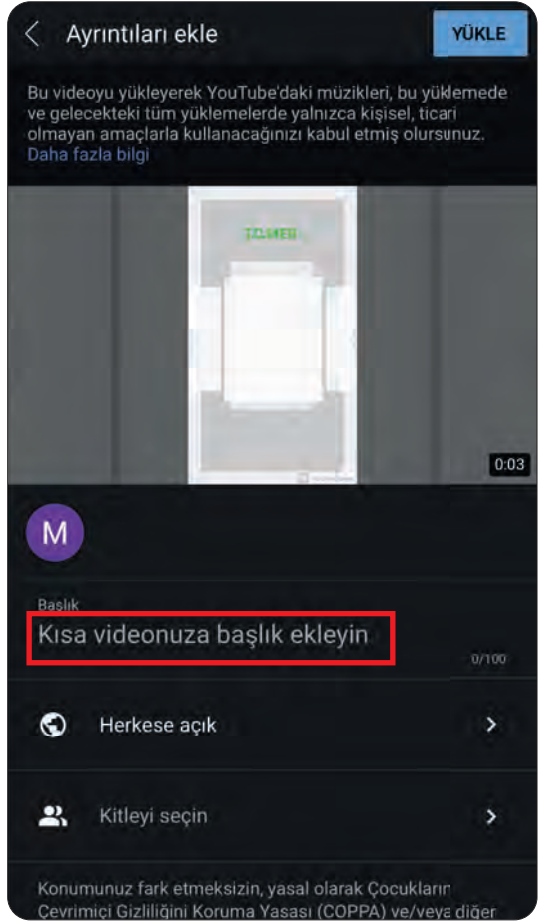 Ayrıntıları ekle
YÜKLE
Bu videoyu yükleyerek YouTube'daki müzikleri, bu yüklemede
ve gelecekteki tüm yüklemelerde yalnızca kişisel, ticari
olmayan amaçlarla kullanacağınızı kabul etmiş olursunuz.
Daha fazla bilgi
0:03
M
Başlık
Kısa videonuza başlık ekleyin
0/100
Herkese açık
Kitleyi seçin
Konumunuz fark etmeksizin, yasal olarak Çocukların
Çevrimiçi Gizliliğini Koruma Yasası (COPPA) ve/veya diğer